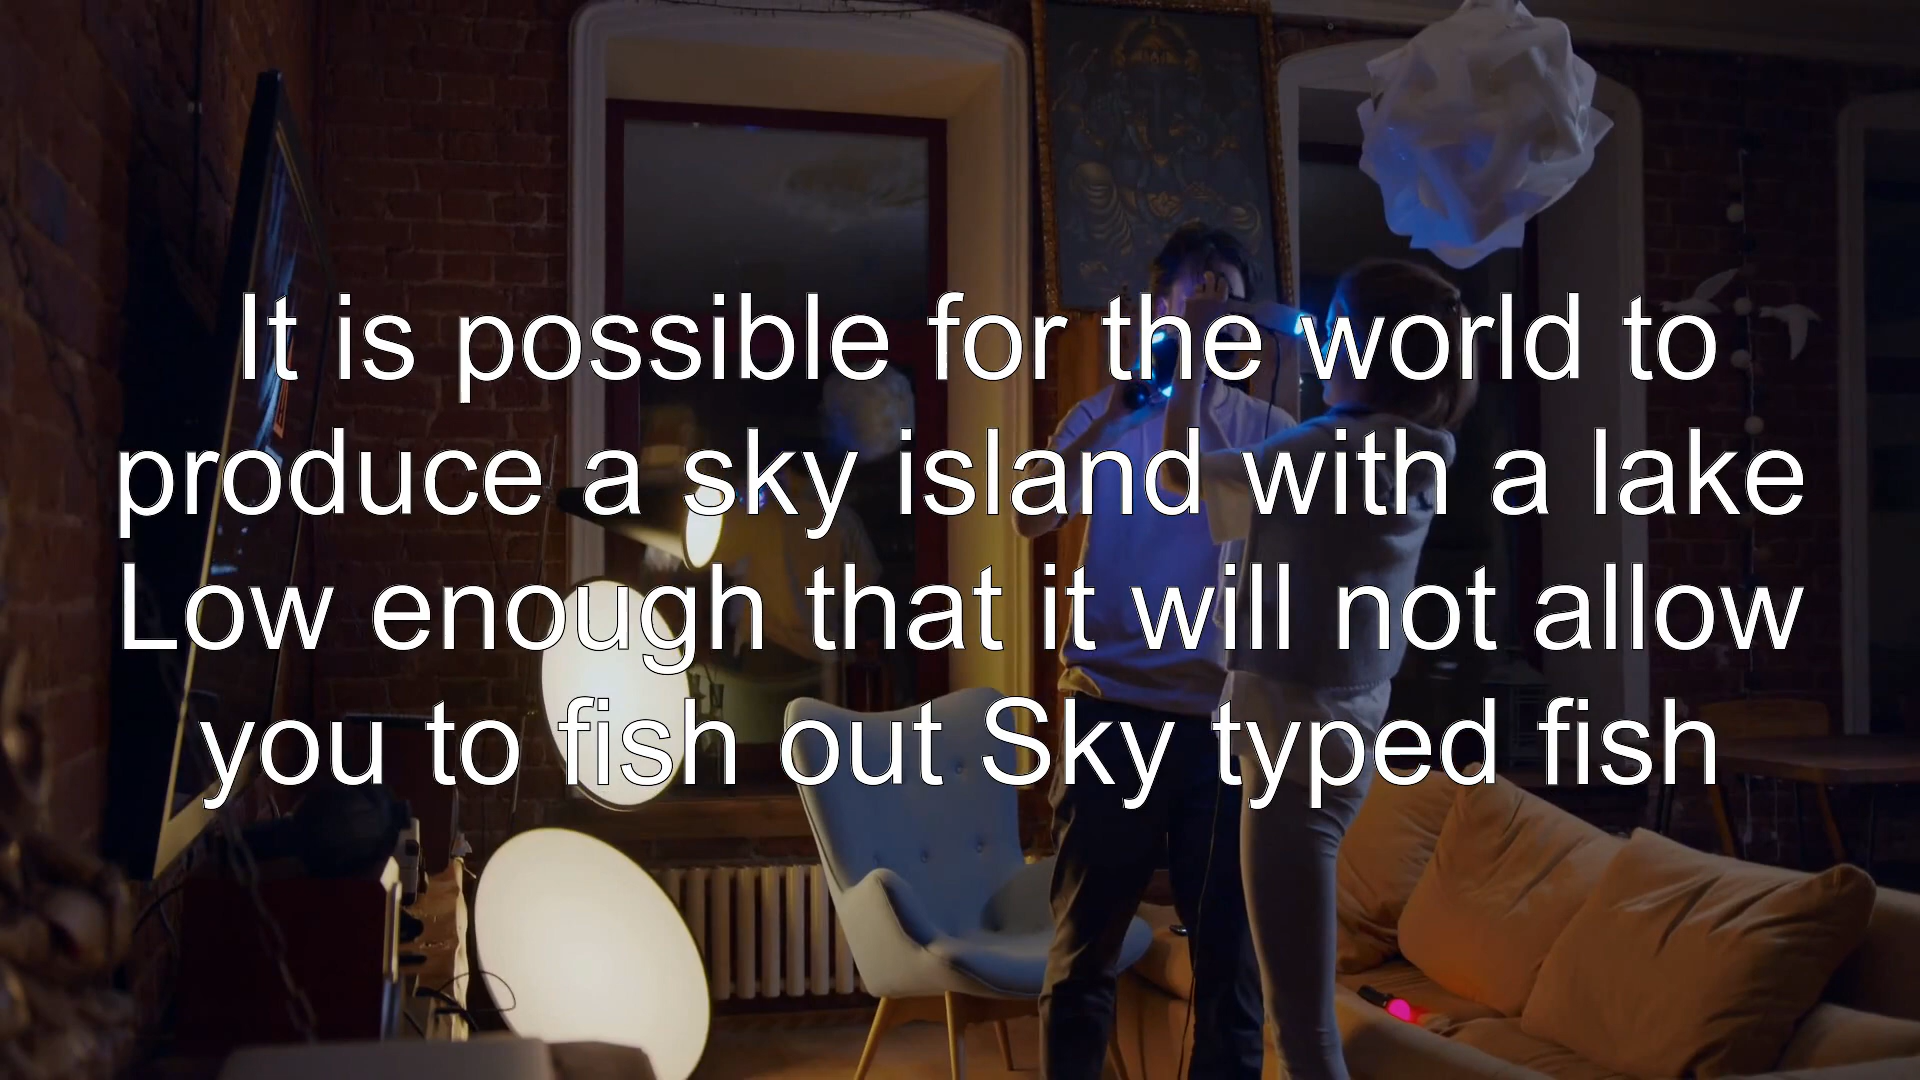 It is possible for the world to
produce a sky island with a lake
Low enough that it will not allow
you to fish out Sky typed fish